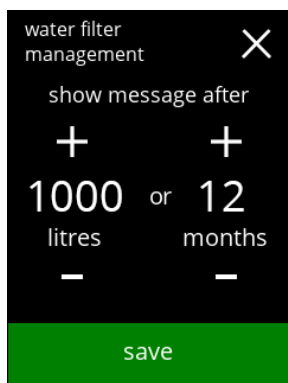 water filter
management
show message after
1000 or 12
litres months
save